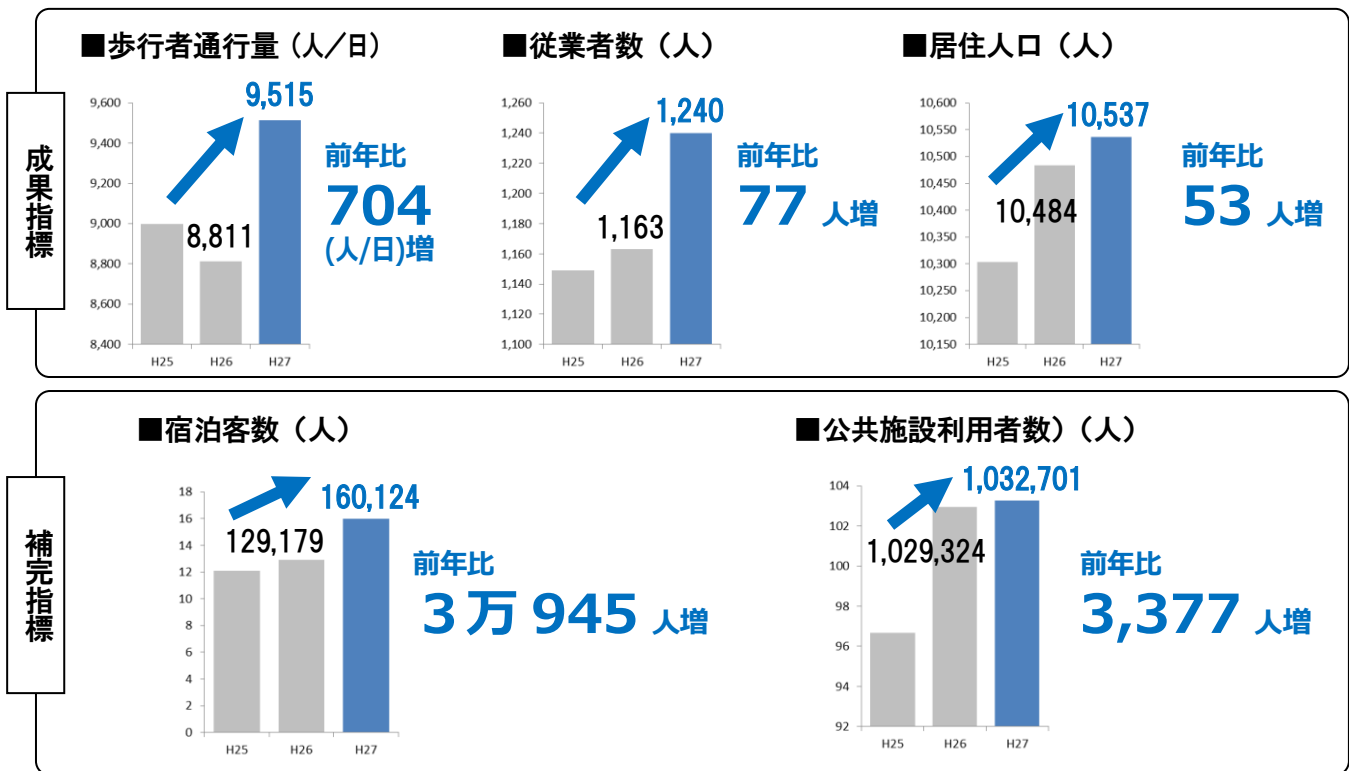 成果指標
■歩行者通行量（人／日）
9,600
9,400
9,200
9,000
8,800
8,600
8,400
9,515
8,811
H25 H26 H27
前年比
704
(人/日)増
■従業者数（人）
1,260
1,240
1,220
1,200
1,180
1,160
1,140
1,120
1,100
1,240
1,163
H25 H26 H27
前年比
77 人増
■居住人口（人）
10,600
10,550
10,500
10,450
10,400
10,350
10,300
10,250
10,200
10,150
10,537
10,484
H25 H26 H27
前年比
53 人増
補完指標
■宿泊客数（人）
18
16
14
12
10
8
6
4
2
0
160,124
129,179
H25 H26 H27
前年比
3万945 人増
■公共施設利用者数）（人）
104
102
100
98
96
94
92
1,032,701
1,029,324
H25 H26 H27
前年比
3,377 人増